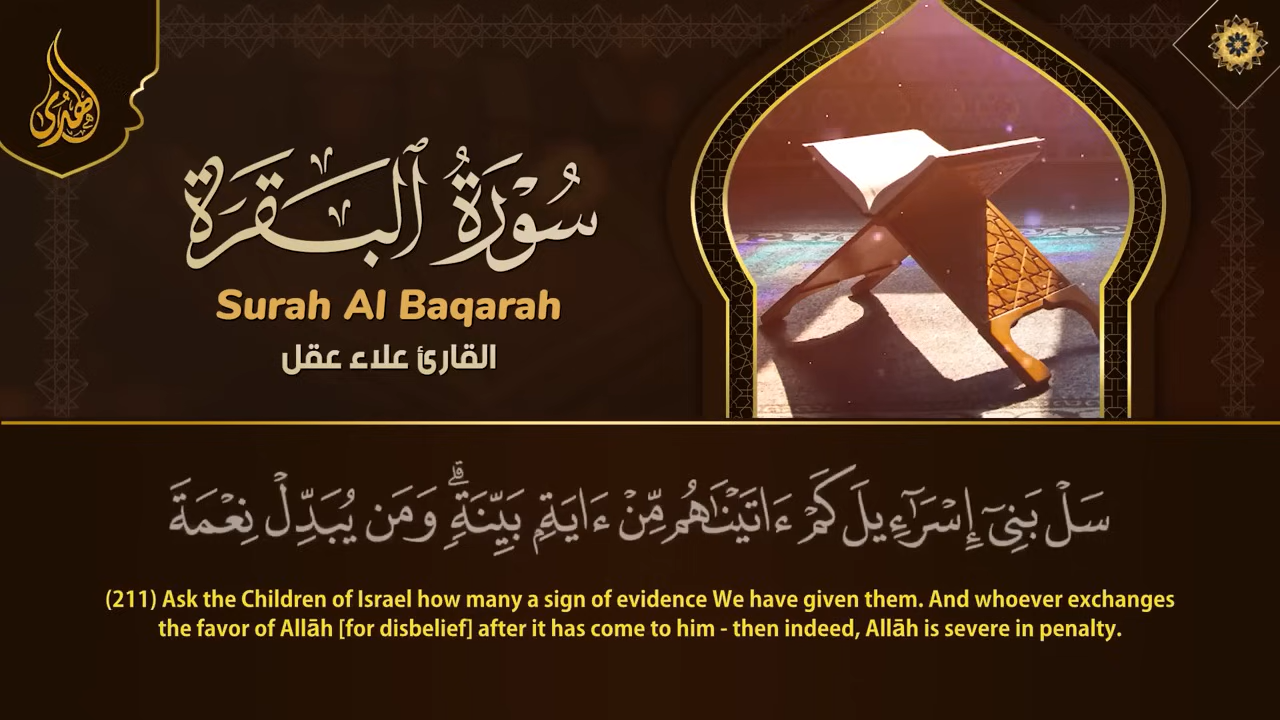 الهدى
سُورَةُ ٱلْبَقَرَة
Surah Al Baqarah
القارئ علاء عقل
سَلْ بَنِىٓ إِسْرَٰٓءِيلَ كَمْ ءَاتَيْنَٰهُم مِّنْ ءَايَةٍۭ بَيِّنَةٍۢ ۗ وَمَن يُبَدِّلْ نِعْمَةَ
(211) Ask the Children of Israel how many a sign of evidence We have given them. And whoever exchanges
the favor of Allāh [for disbelief] after it has come to him - then indeed, Allāh is severe in penalty.